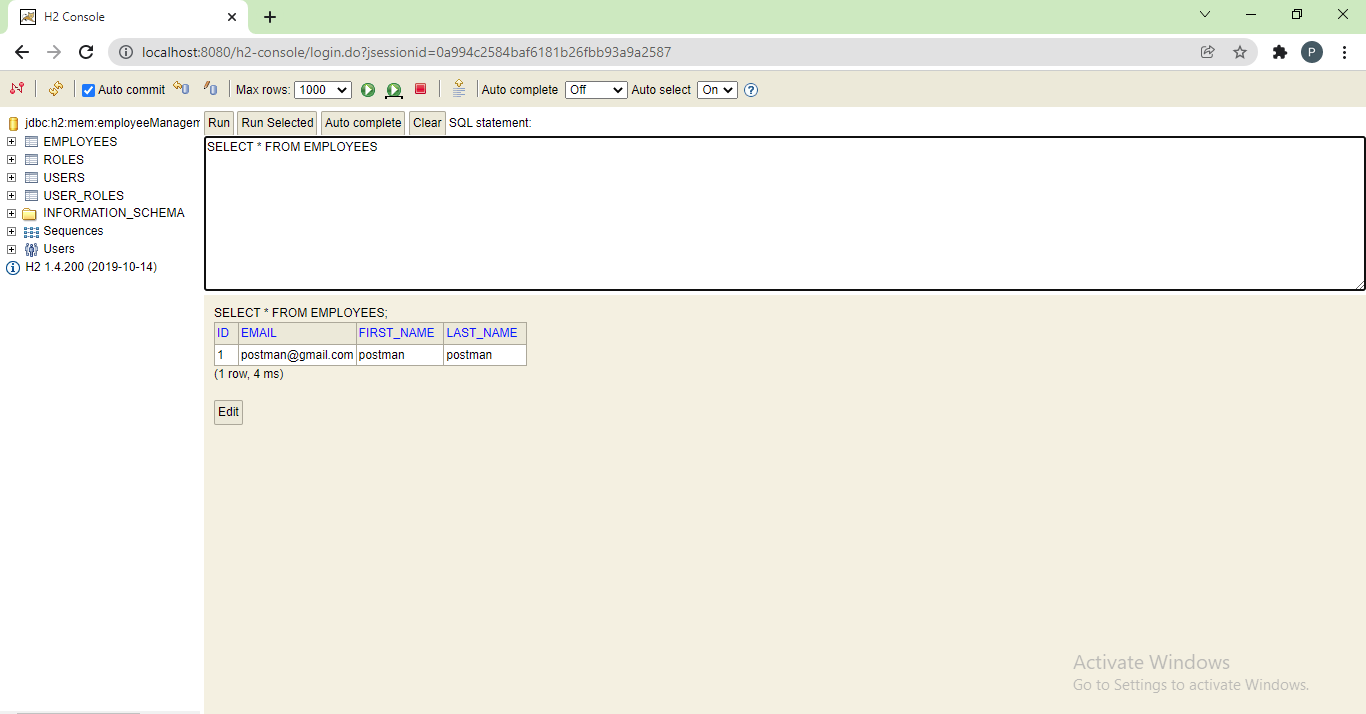 H2 Console
localhost:8080/h2-console/login.do?jsessionid=0a994c2584baf6181b26fbb93a9a2587
P
Auto commit Max rows: 1000 Auto complete Off Auto select On ?
jdbc:h2:mem:employeeManagem
EMPLOYEES
ROLES
USERS
USER_ROLES
INFORMATION_SCHEMA
Sequences
Users
H2 1.4.200 (2019-10-14)
Run Run Selected Auto complete Clear SQL statement:
SELECT * FROM EMPLOYEES
SELECT * FROM EMPLOYEES;
ID EMAIL FIRST_NAME LAST_NAME
1 postman@gmail.com postman postman
(1 row, 4 ms)
Edit
Activate Windows
Go to Settings to activate Windows.